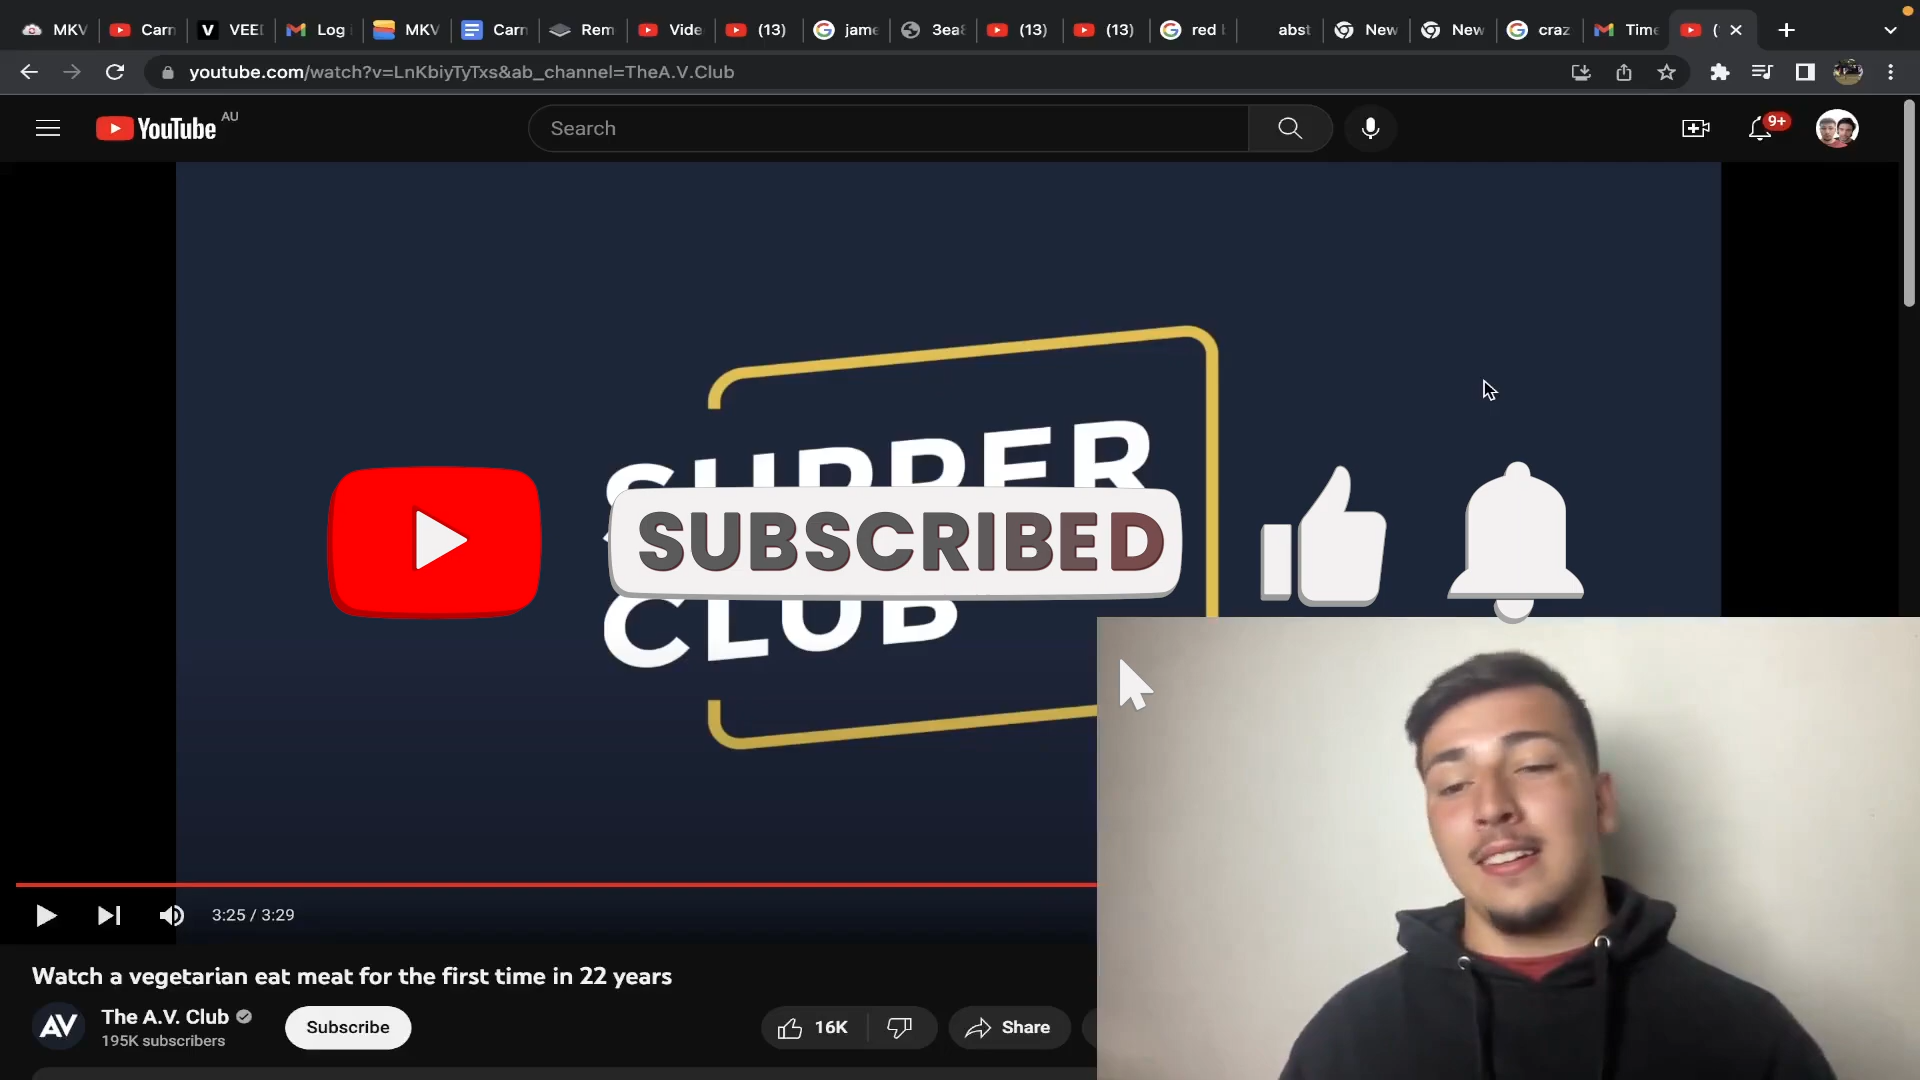 MKV Carn VEE Log MKV Carn Rem Vide (13) jame 3ea (13) (13) red abst New New craz Time (
youtube.com/watch?v=LnKbiyTyTxs&ab_channel=TheA.V.Club
YouTube AU
Search
9+
SUPPER
SUBSCRIBED
CLUB
3:25 / 3:29
Watch a vegetarian eat meat for the first time in 22 years
AV The A.V. Club
195K subscribers
Subscribe
16K
Share